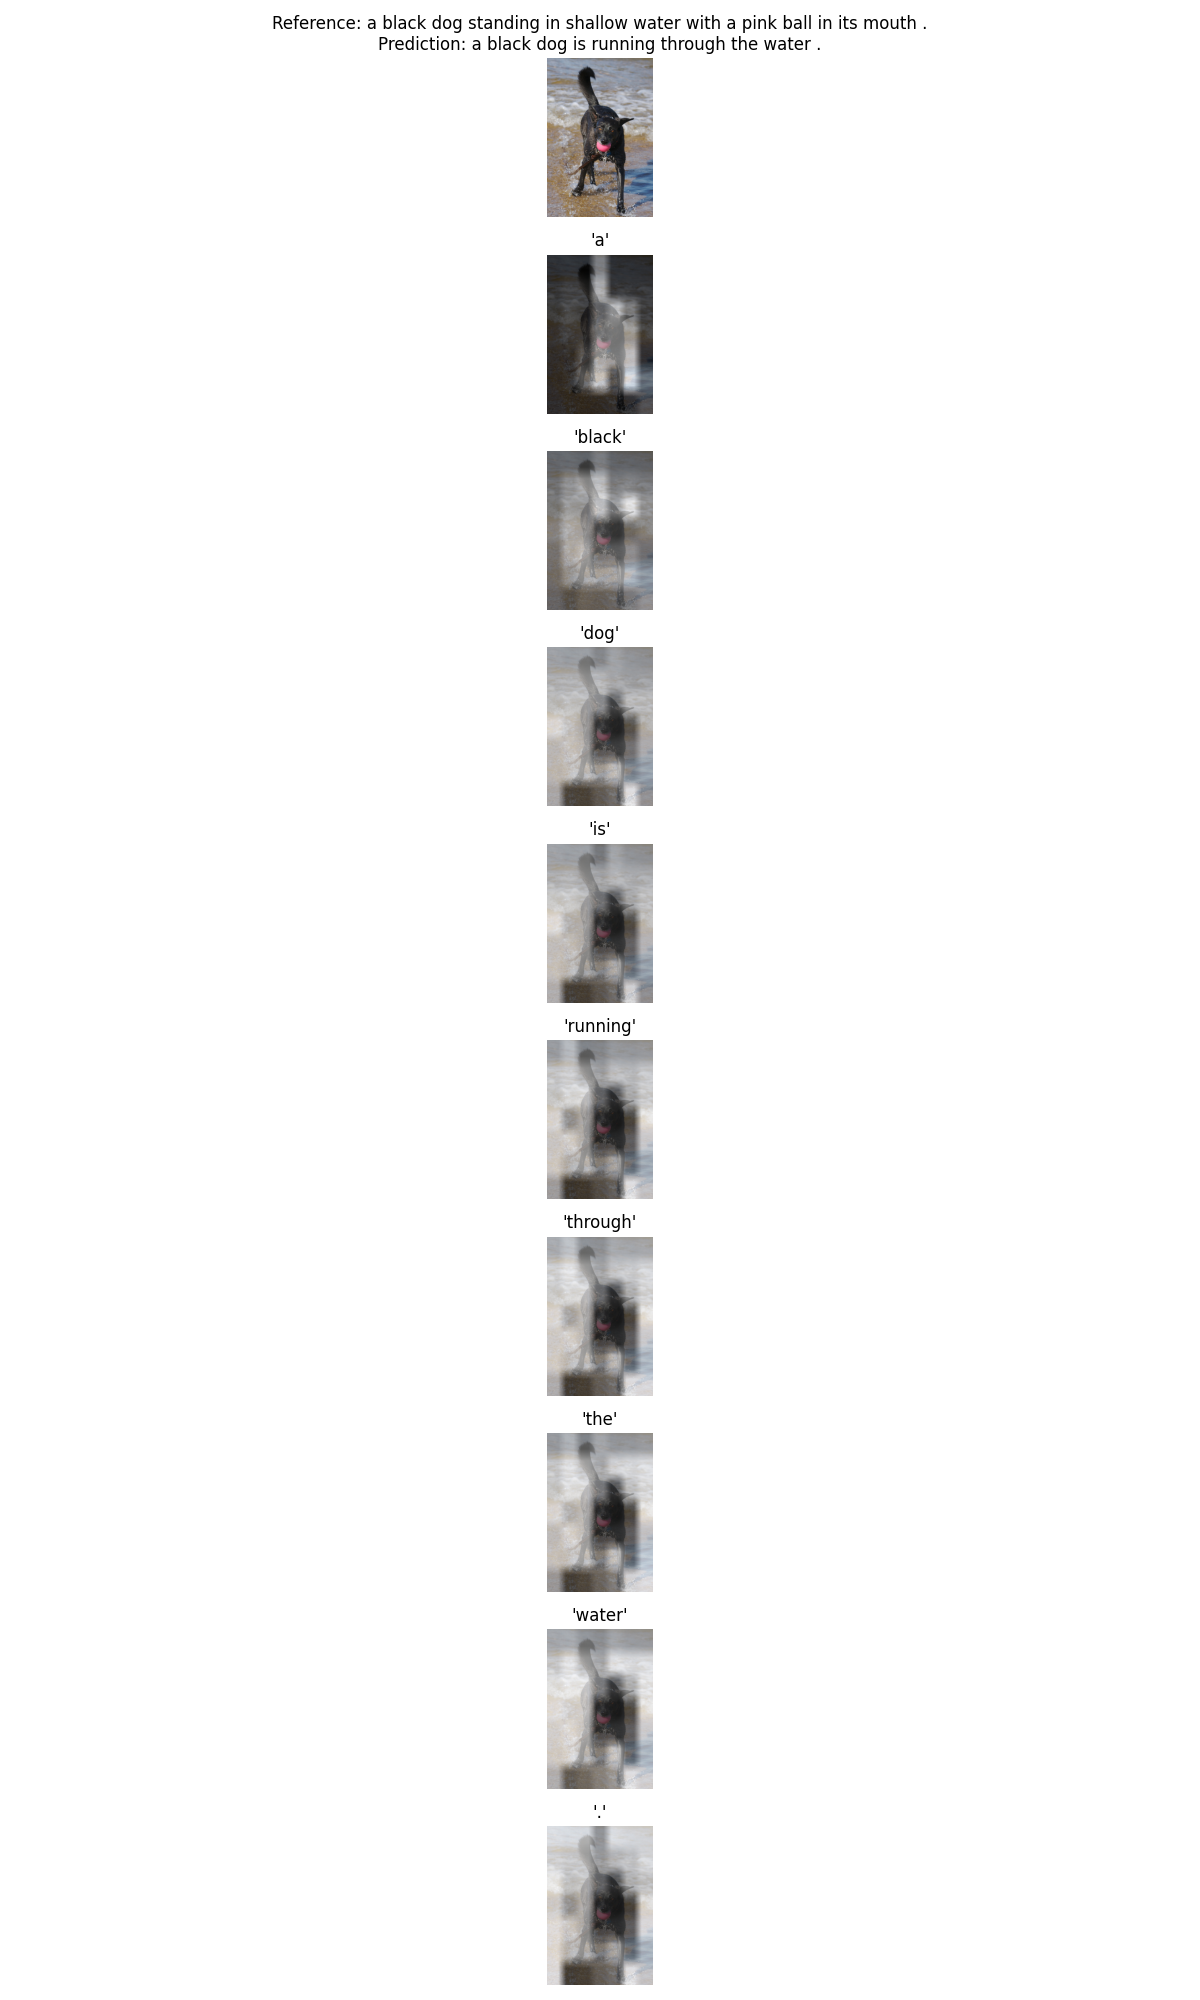 Reference: a black dog standing in shallow water with a pink ball in its mouth .
Prediction: a black dog is running through the water .
'a'
'black'
'dog'
'is'
'running'
'through'
'the'
'water'
'.'